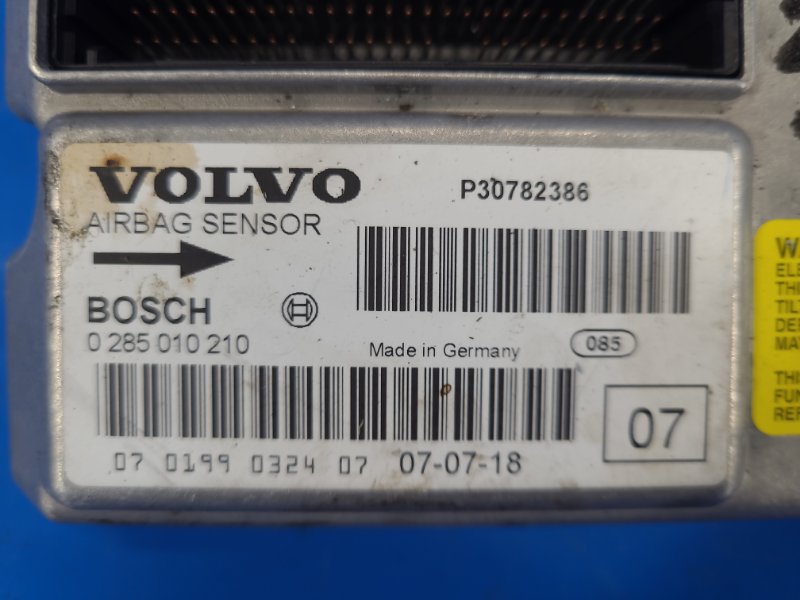 VOLVO
P30782386
AIRBAG SENSOR
BOSCH
0 285 010 210
Made in Germany
085
07
07 0199 0324 07 07-07-18
THIS